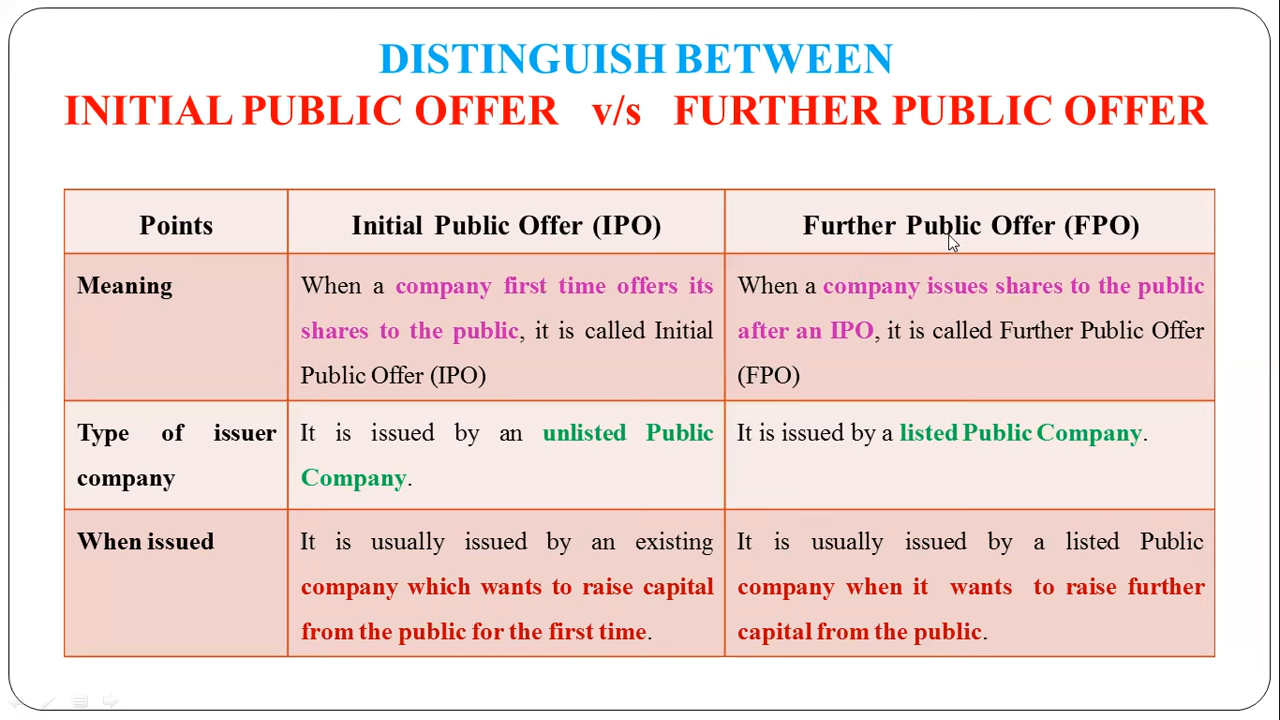 DISTINGUISH BETWEEN
INITIAL PUBLIC OFFER v/s FURTHER PUBLIC OFFER
Points
Initial Public Offer (IPO)
Further Public Offer (FPO)
Meaning
When a company first time offers its
shares to the public, it is called Initial
Public Offer (IPO)
When a company issues shares to the public
after an IPO, it is called Further Public Offer
(FPO)
Type of issuer
company
It is issued by an unlisted Public
Company.
It is issued by a listed Public Company.
When issued
It is usually issued by an existing
company which wants to raise capital
from the public for the first time.
It is usually issued by a listed Public
company when it wants to raise further
capital from the public.